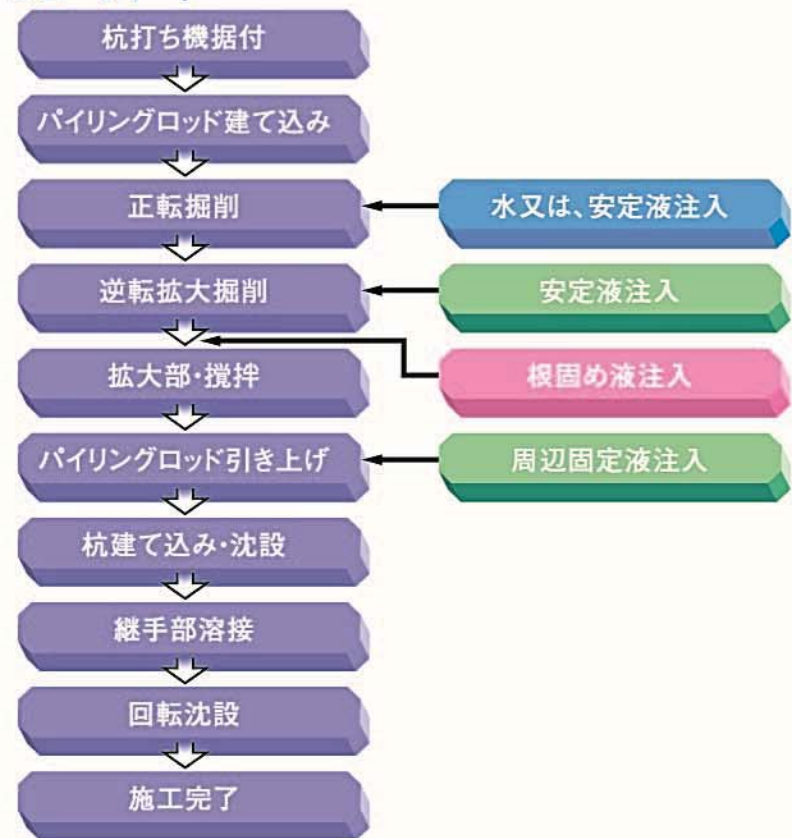 杭打ち機据付
パイリングロッド建て込み
正転掘削
水又は、安定液注入
逆転拡大掘削
安定液注入
拡大部・撹拌
根固め液注入
パイリングロッド引き上げ
周辺固定液注入
杭建て込み・沈設
継手部溶接
回転沈設
施工完了